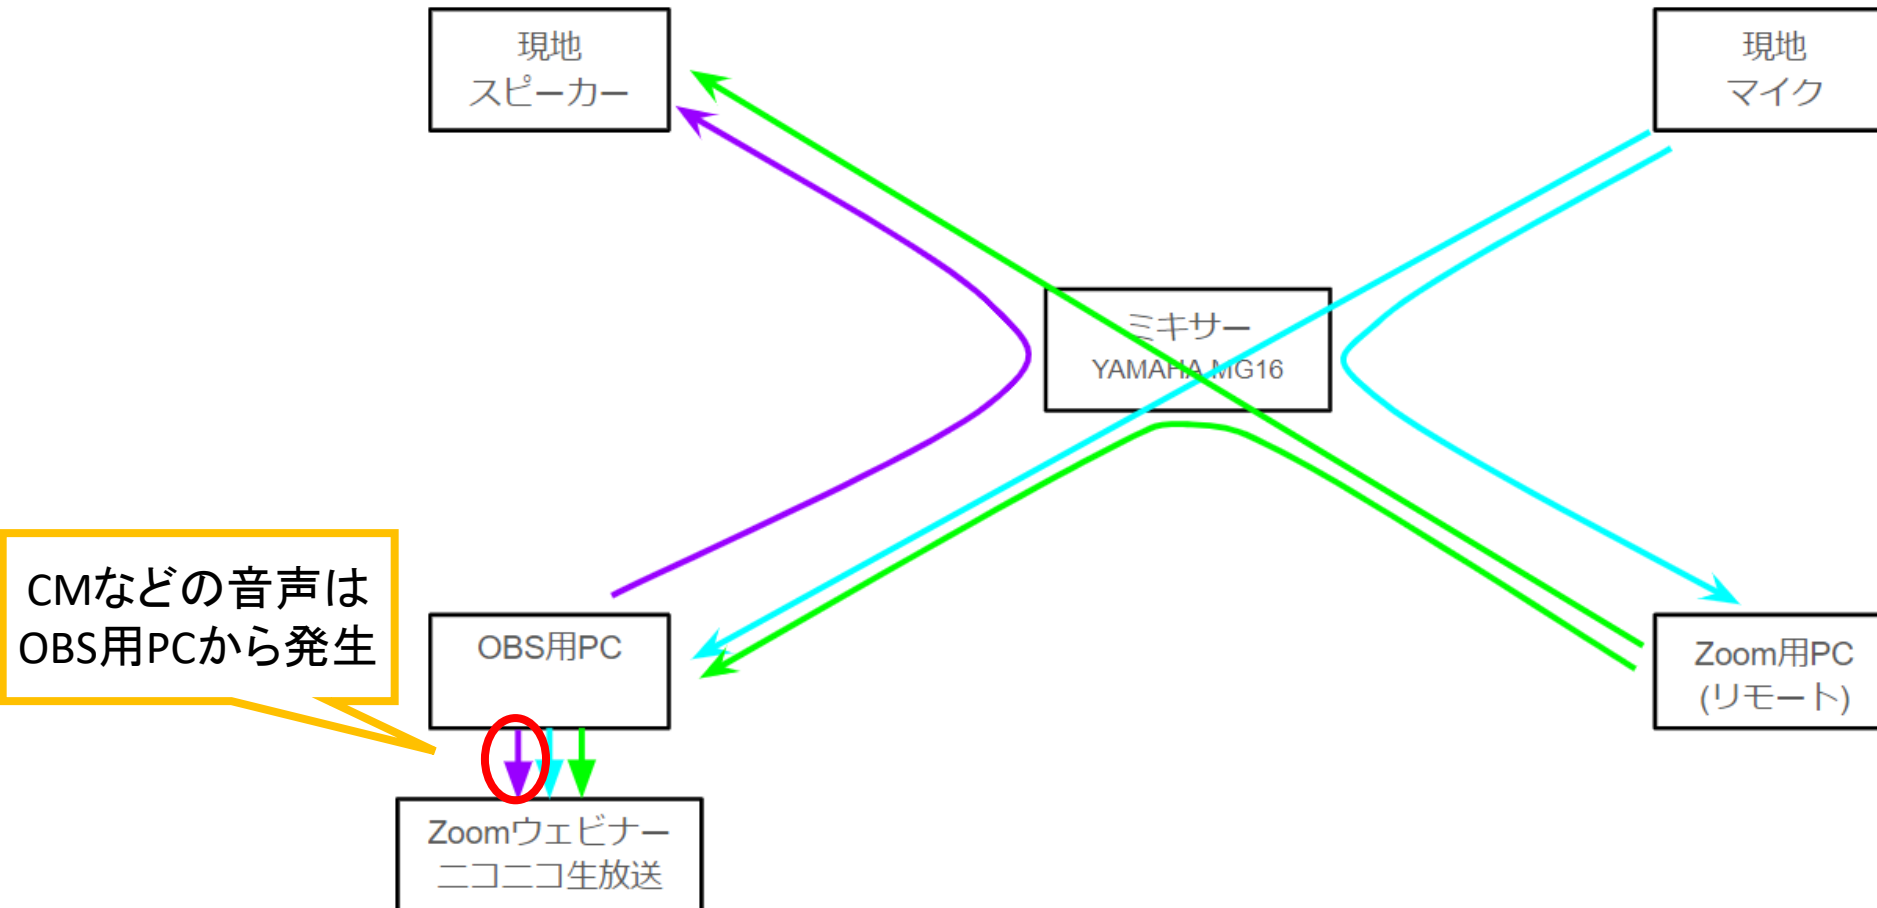 現地
スピーカー
現地
マイク
ミキサー
YAMAHA MG16
CMなどの音声は
OBS用PCから発生
OBS用PC
Zoom用PC
(リモート)
Zoomウェビナー
ニコニコ生放送